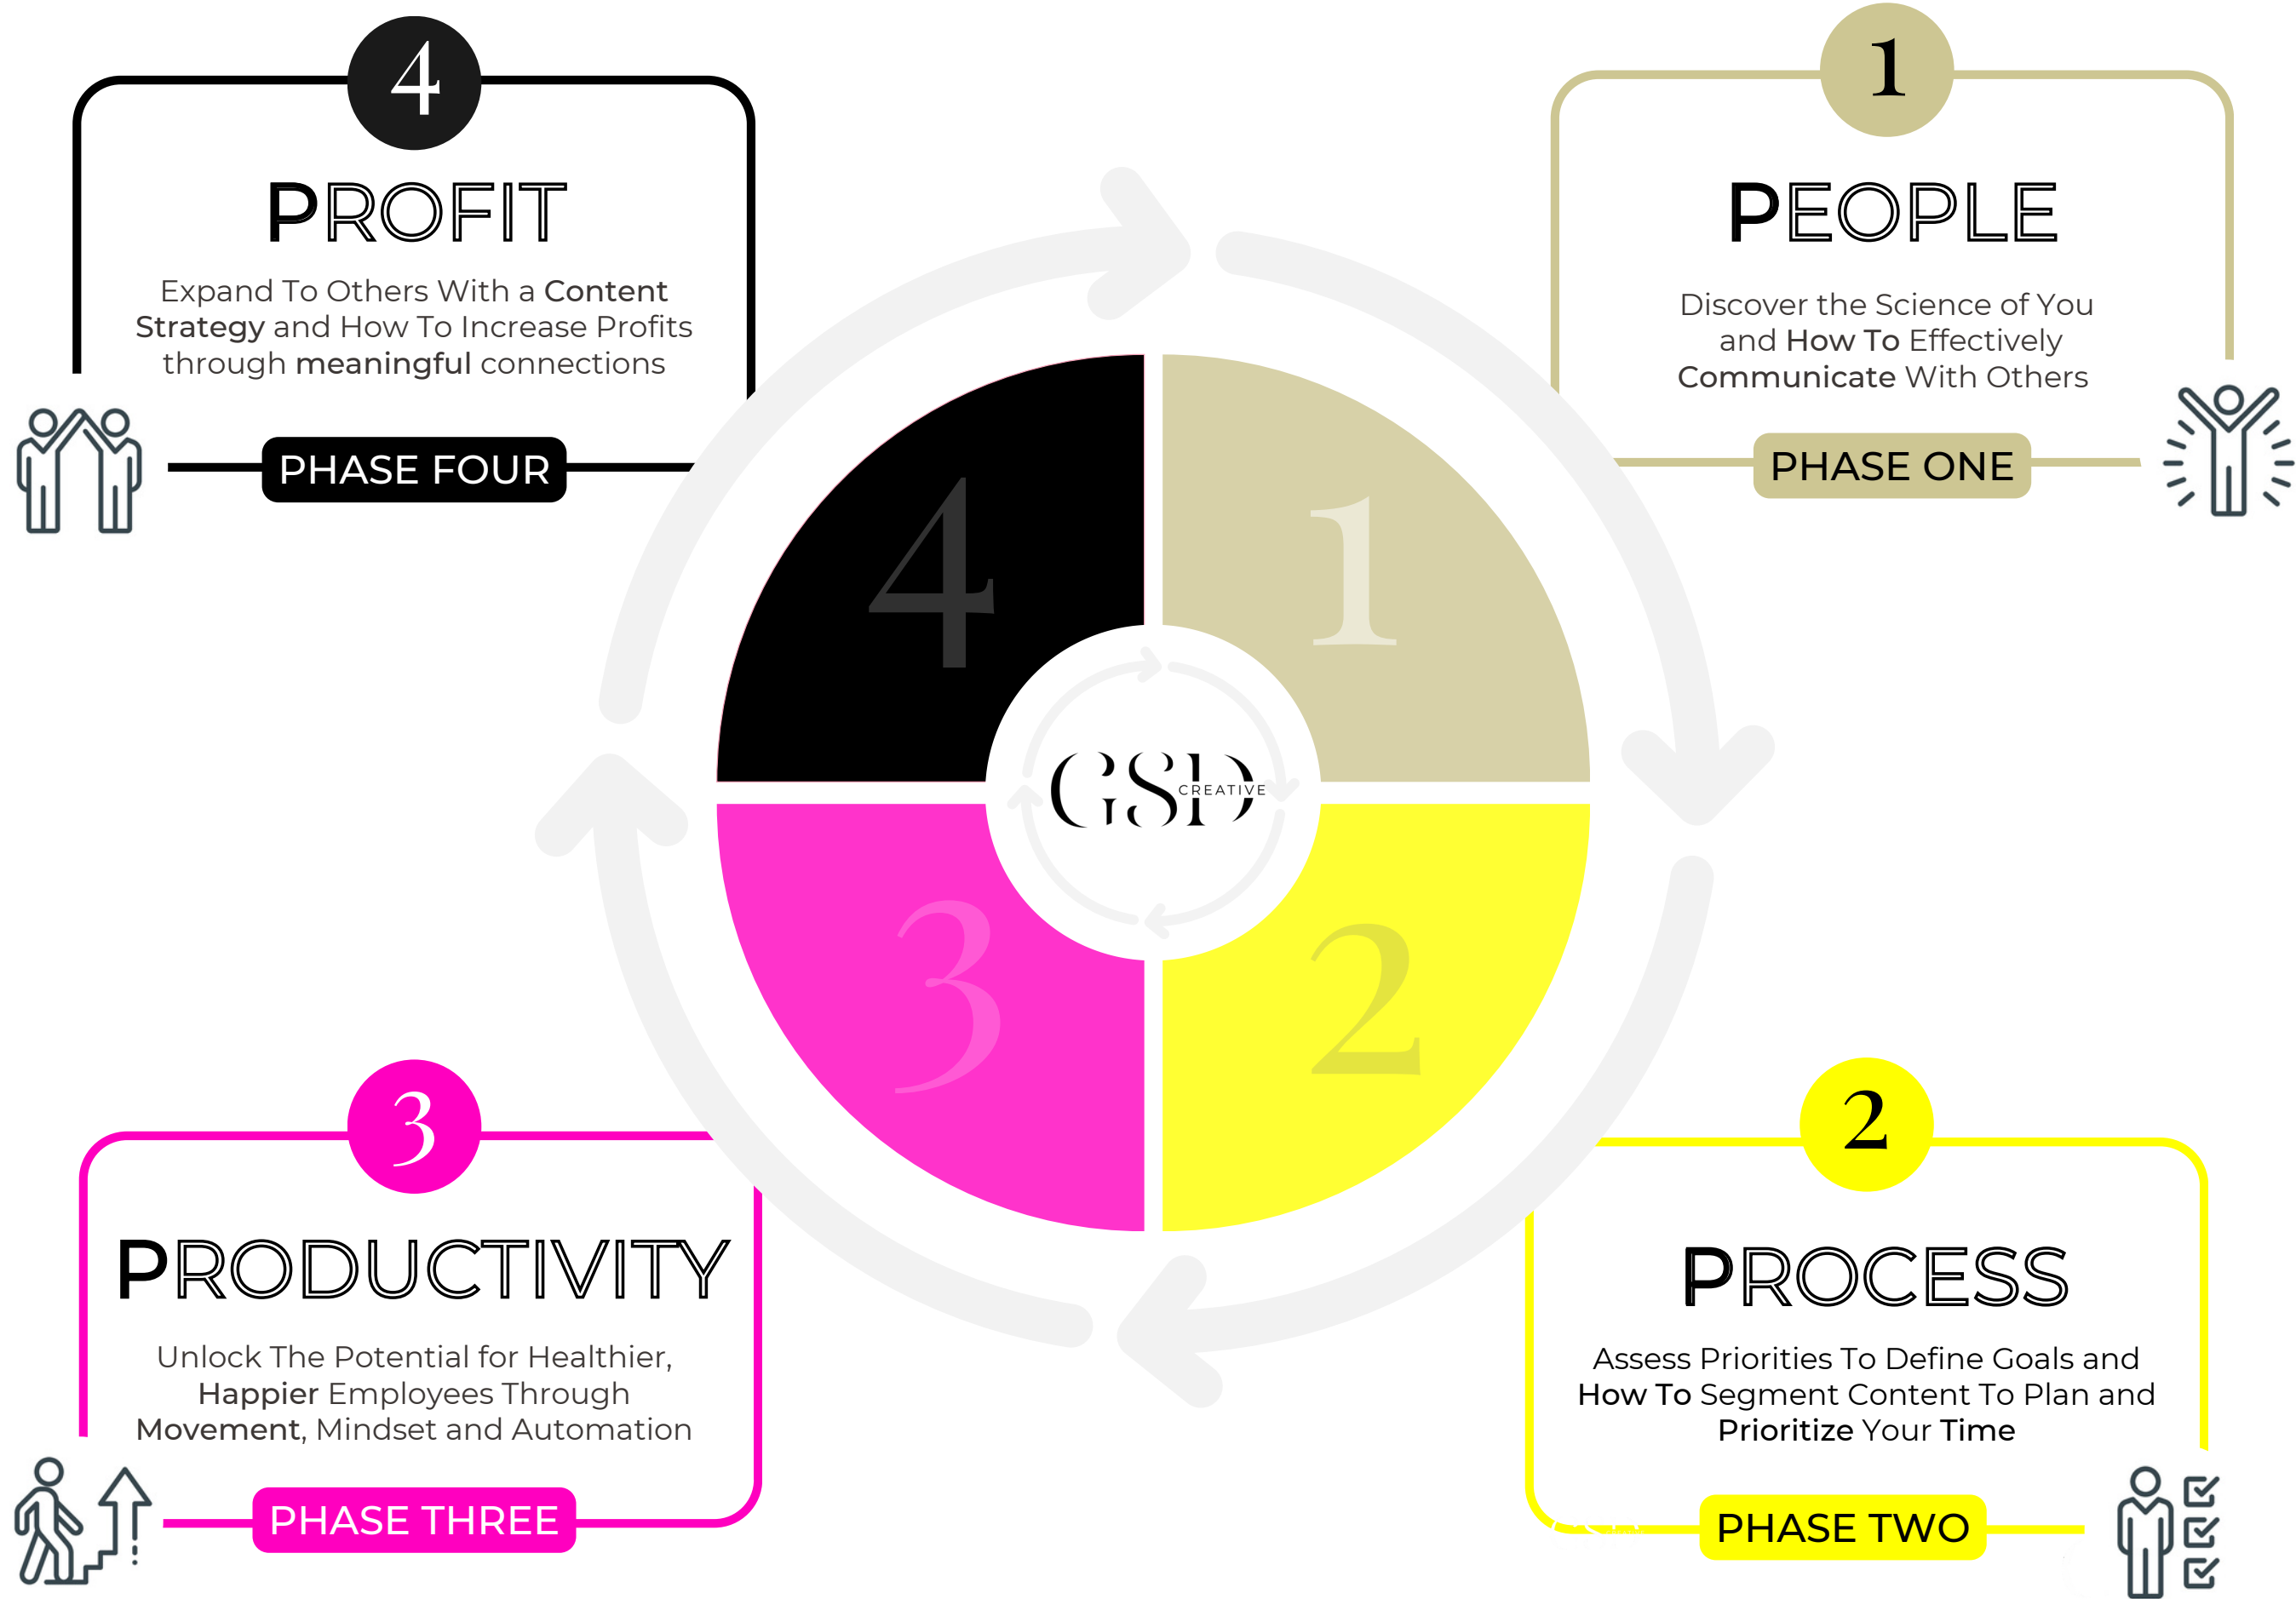 4
PROFIT
Expand To Others With a Content
Strategy and How To Increase Profits
through meaningful connections
PHASE FOUR
1
PEOPLE
Discover the Science of You
and How To Effectively
Communicate With Others
PHASE ONE
4
1
GSD
CREATIVE
3
2
3
PRODUCTIVITY
Unlock The Potential for Healthier,
Happier Employees Through
Movement, Mindset and Automation
PHASE THREE
2
PROCESS
Assess Priorities To Define Goals and
How To Segment Content To Plan and
Prioritize Your Time
PHASE TWO